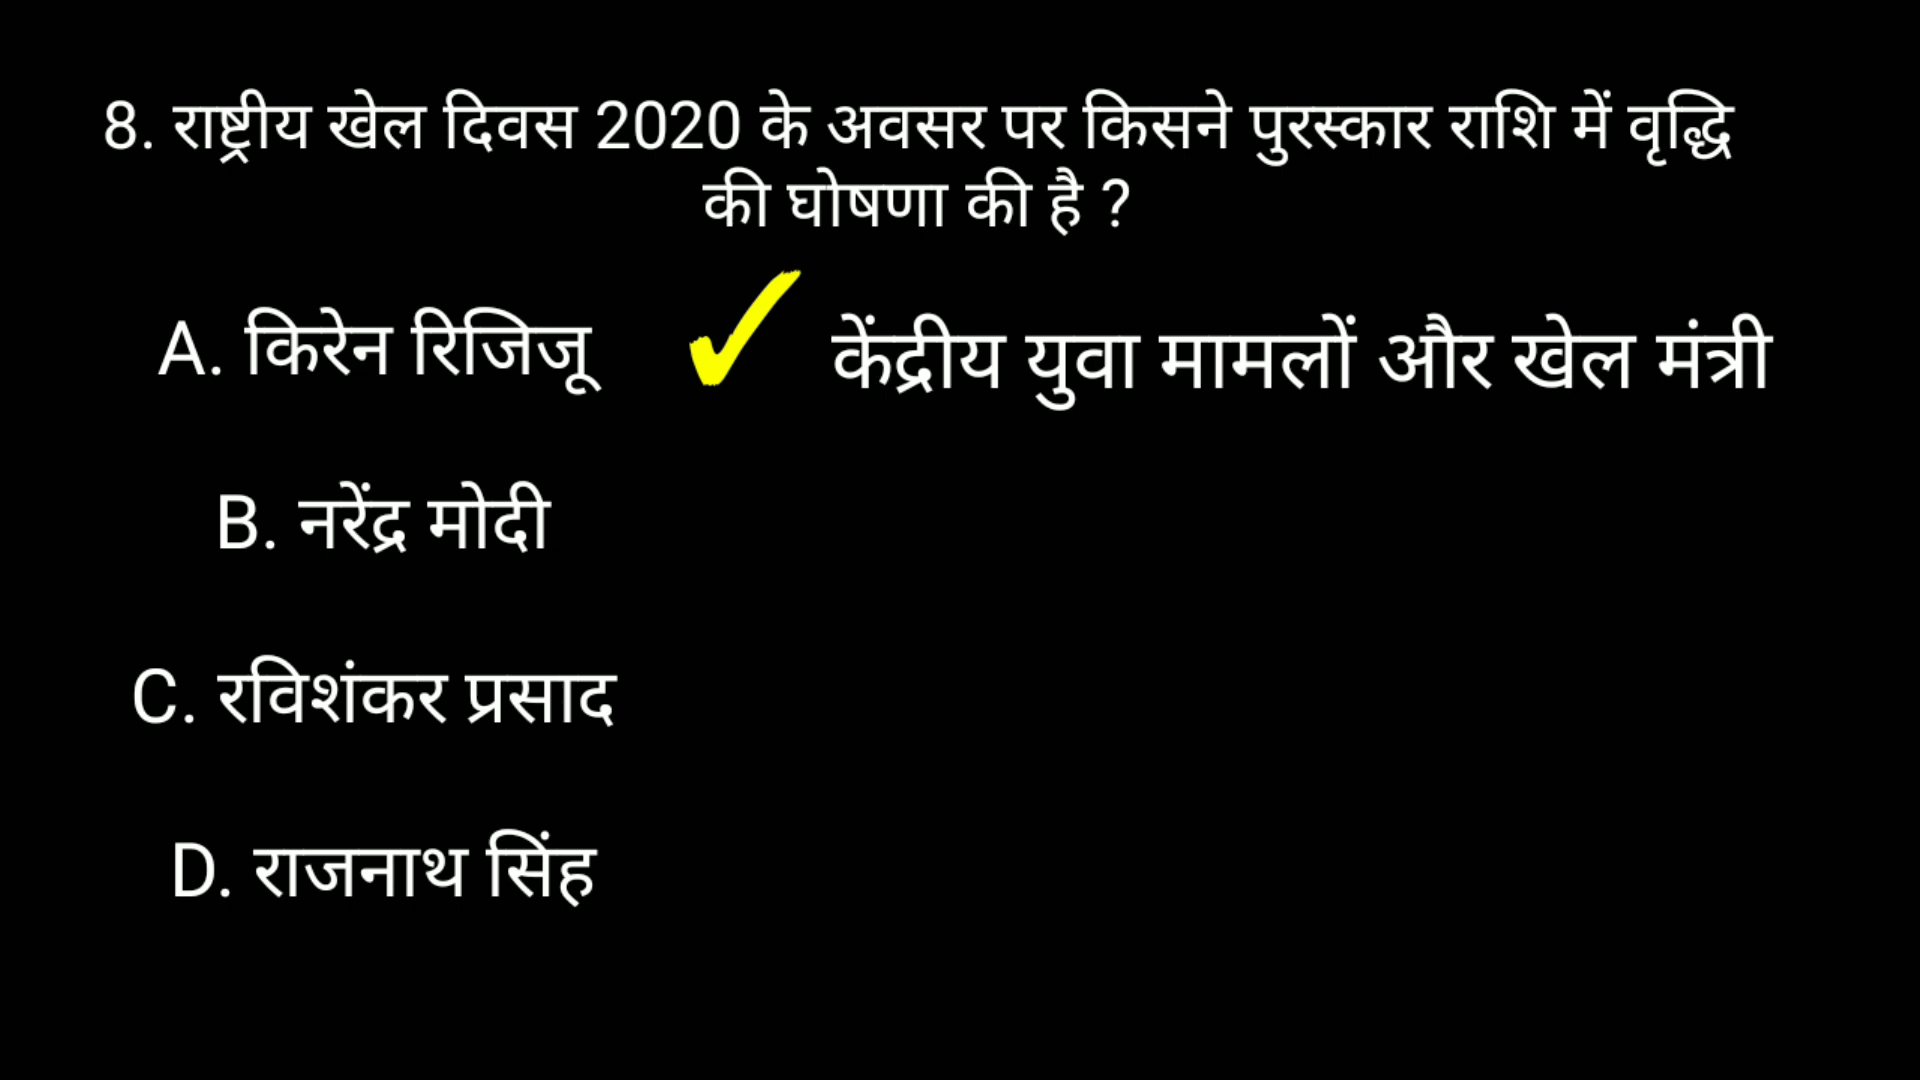 8. राष्ट्रीय खेल दिवस 2020 के अवसर पर किसने पुरस्कार राशि में वृद्धि
की घोषणा की है ?
A. किरेन रिजिजू केंद्रीय युवा मामलों और खेल मंत्री
B. नरेंद्र मोदी
C. रविशंकर प्रसाद
D. राजनाथ सिंह